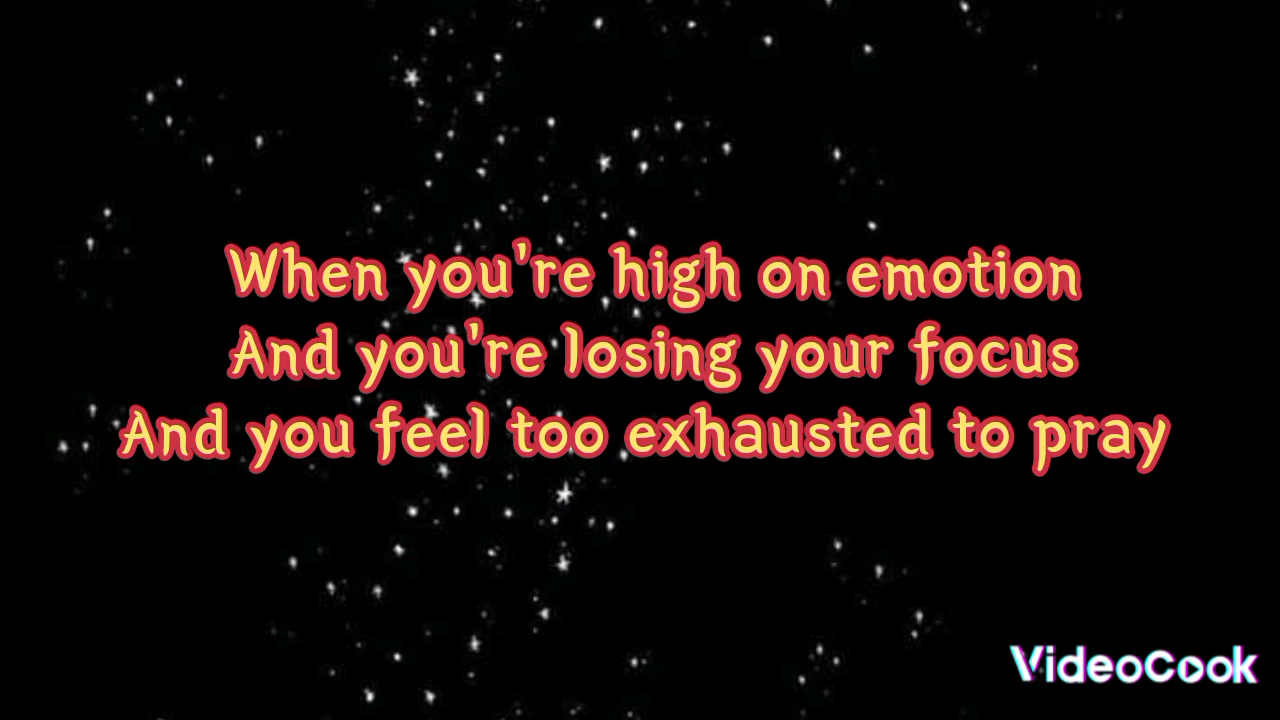 When you're high on emotion
And you're losing your focus
And you feel too exhausted to pray
VideoCook